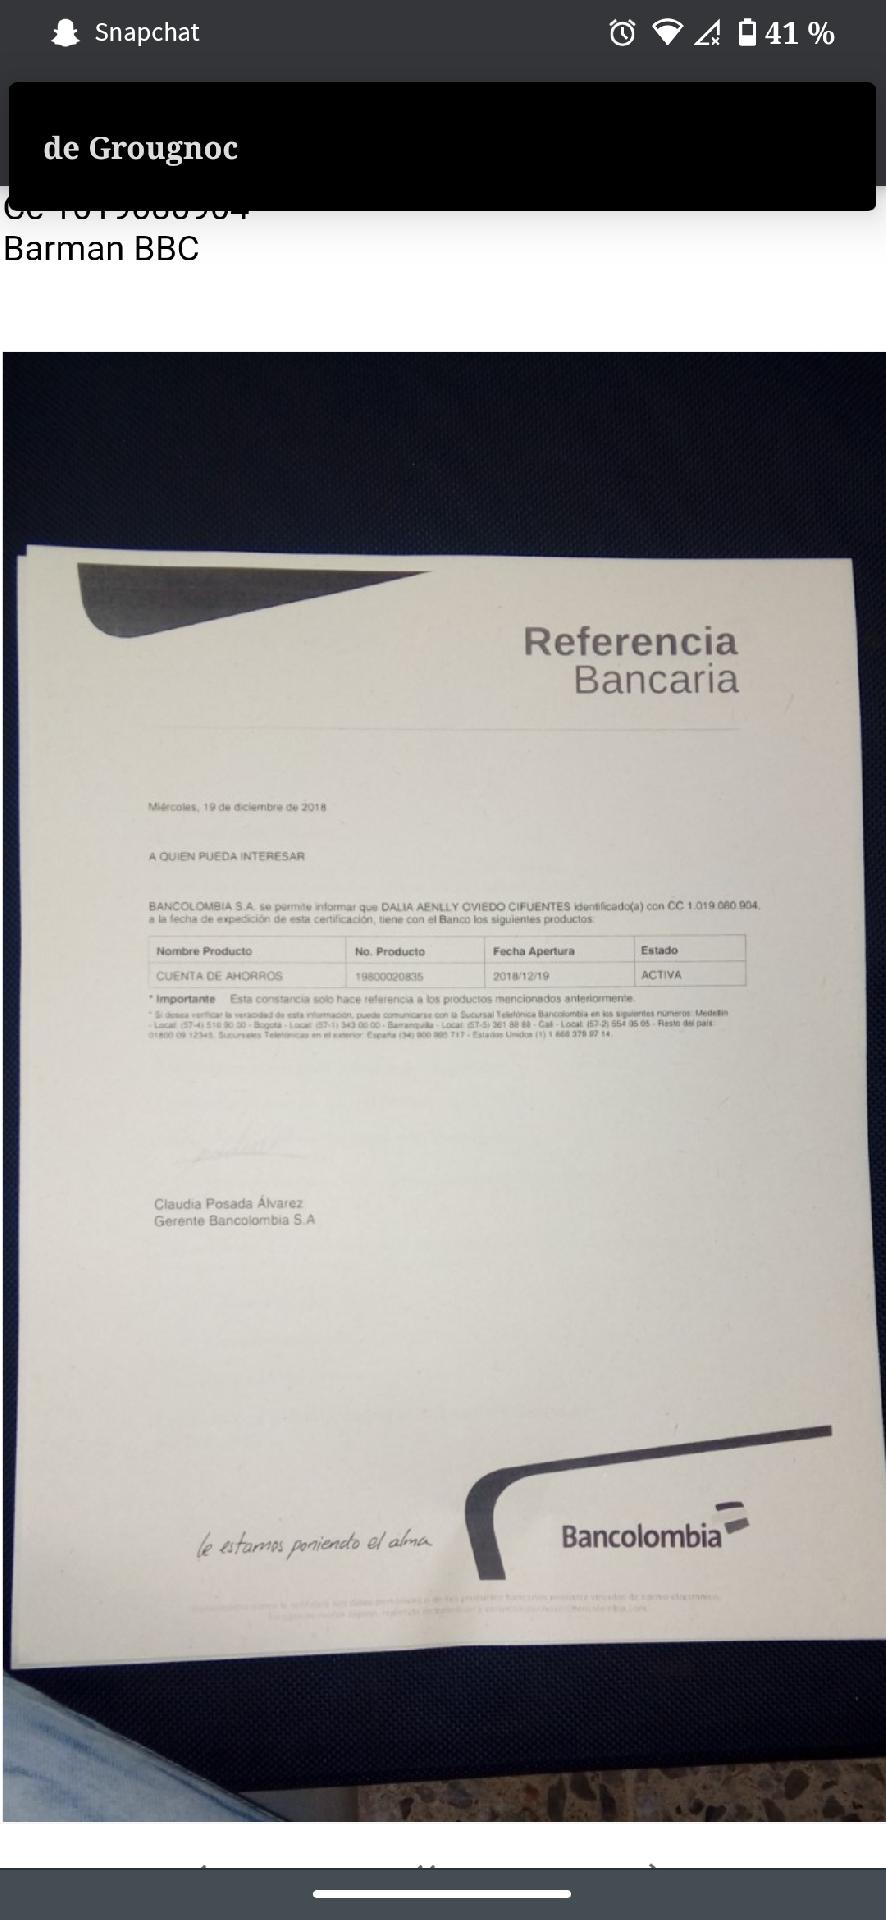 Snapchat
41 %
de Grougnoc
Barman BBC
Referencia
Bancaria
Miércoles, 19 de diciembre de 2018
A QUIEN PUEDA INTERESAR
BANCOLOMBIA S.A. se permite informar que DALIA AENLLY OVIEDO CIFUENTES identificado(a) con CC 1.019.060.904,
a la fecha de expedición de esta certificación, tiene con el Banco los siguientes productos:
Nombre Producto No. Producto Fecha Apertura Estado
CUENTA DE AHORROS 19800020835 2018/12/19 ACTIVA
* Importante Esta constancia solo hace referencia a los productos mencionados anteriormente.
* Si desea verificar la veracidad de esta información, puede comunicarse con la Sucursal Telefónica Bancolombia en los siguientes números: Medellín
- Local: (57-4) 510 90 00 - Bogotá - Local: (57-1) 343 00 00 - Barranquilla - Local: (57-5) 361 88 88 - Cali - Local: (57-2) 554 05 05 - Resto del país:
01800 09 12345. Sucursales Telefónicas en el exterior: España (34) 900 995 717 - Estados Unidos (1) 1 866 379 97 14.
Claudia Posada Álvarez
Gerente Bancolombia S.A
le estamos poniendo el alma
Bancolombia